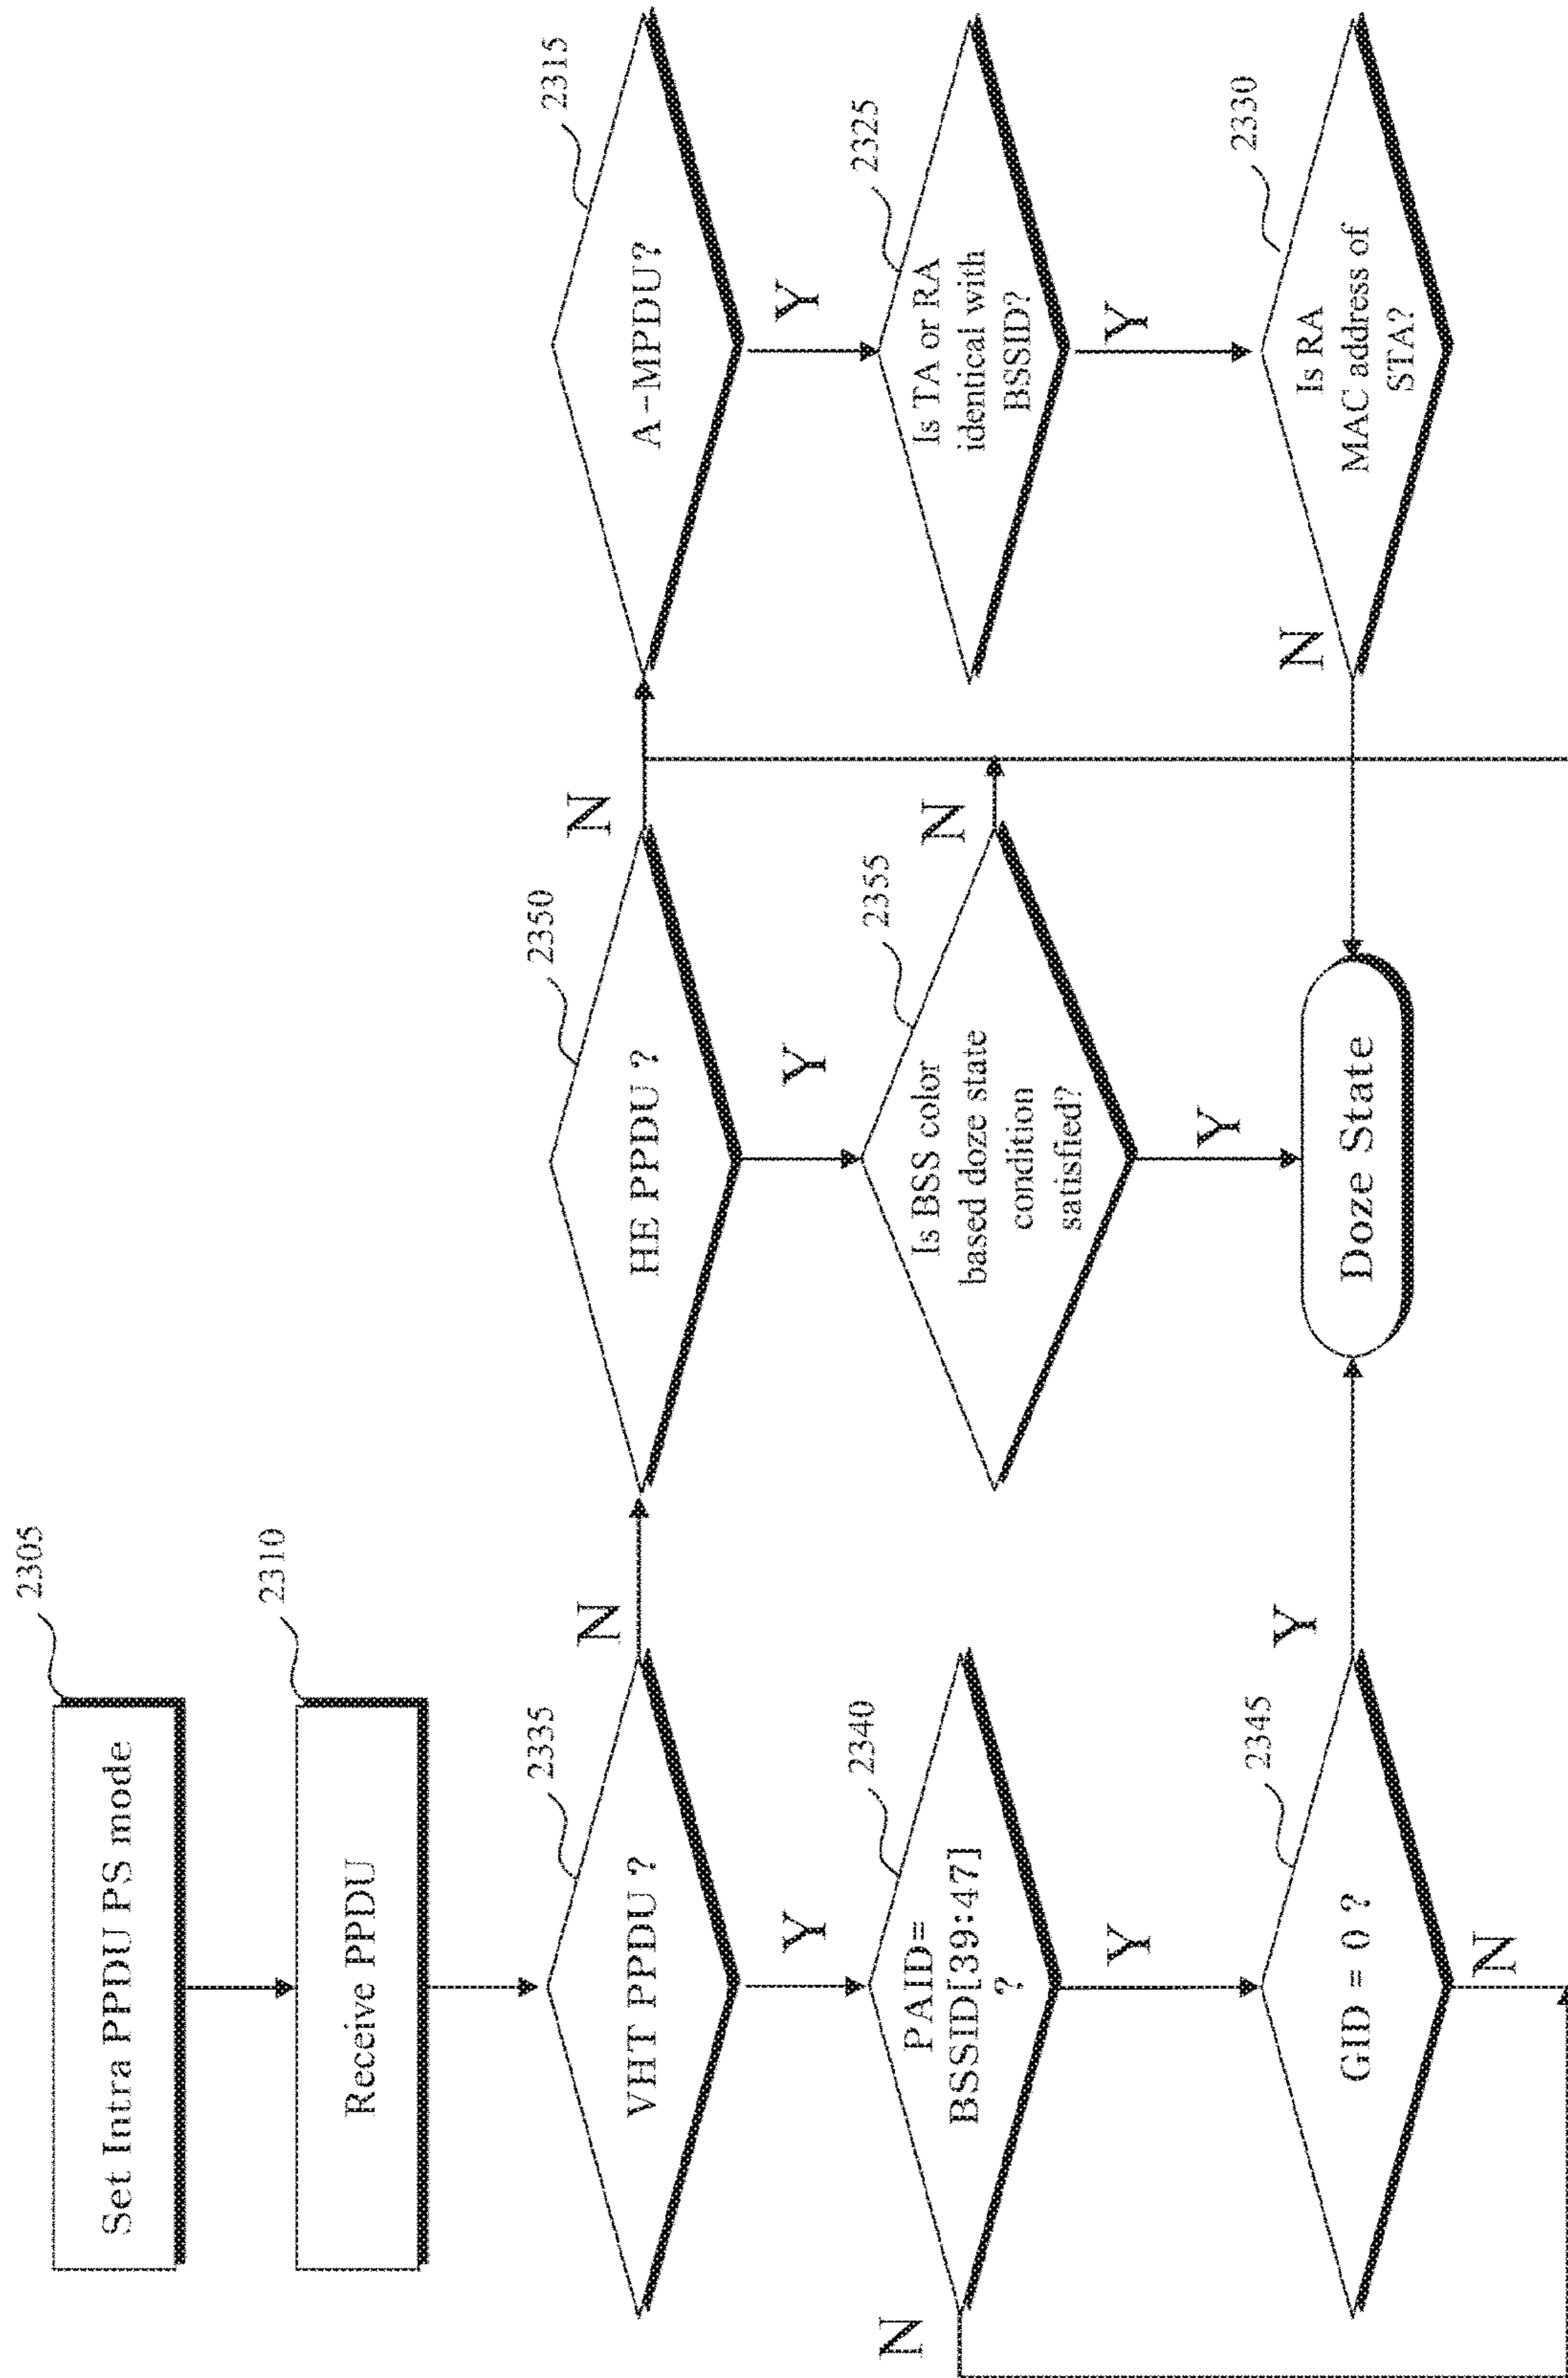 Set Intra PPDU PS mode
2305
Receive PPDU
2310
VHT PPDU ?
2335
N
Y
HE PPDU ?
2350
N
Y
A-MPDU?
2315
Y
PAID=
BSSID[39:47]
?
2340
N
Y
Is BSS color
based doze state
condition
satisfied?
2355
N
Y
Is TA or RA
identical with
BSSID?
2325
Y
GID = 0 ?
2345
Y
N
Doze State
Is RA
MAC address of
STA?
2330
N